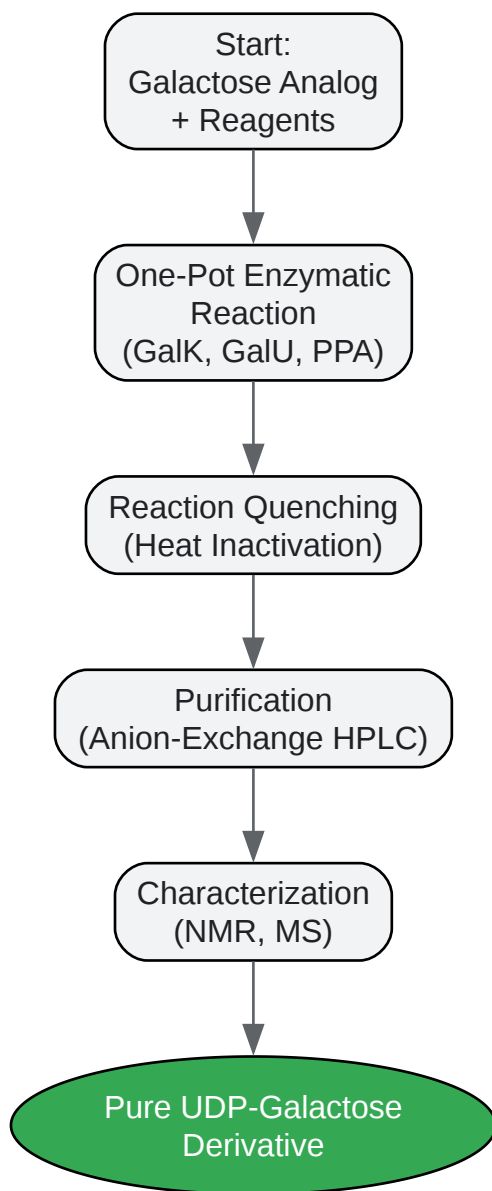 Start:
Galactose Analog
+ Reagents
One-Pot Enzymatic
Reaction
(GalK, GalU, PPA)
Reaction Quenching
(Heat Inactivation)
Purification
(Anion-Exchange HPLC)
Characterization
(NMR, MS)
Pure UDP-Galactose
Derivative